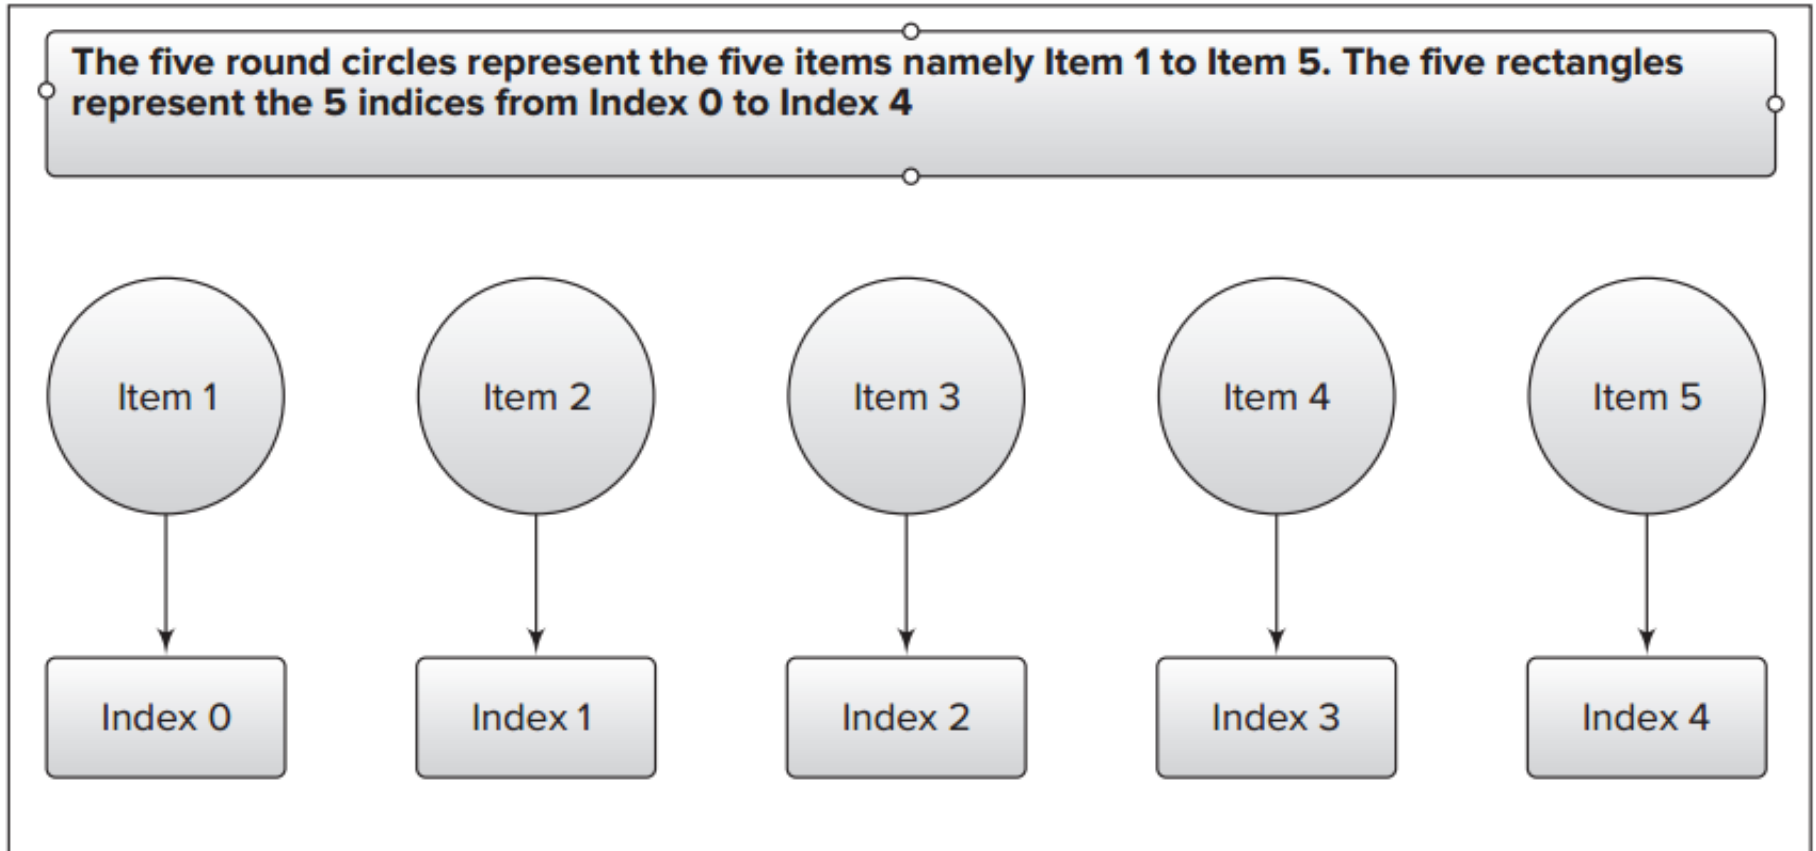 The five round circles represent the five items namely Item 1 to Item 5. The five rectangles
represent the 5 indices from Index 0 to Index 4
Item 1
Item 2
Item 3
Item 4
Item 5
Index 0
Index 1
Index 2
Index 3
Index 4